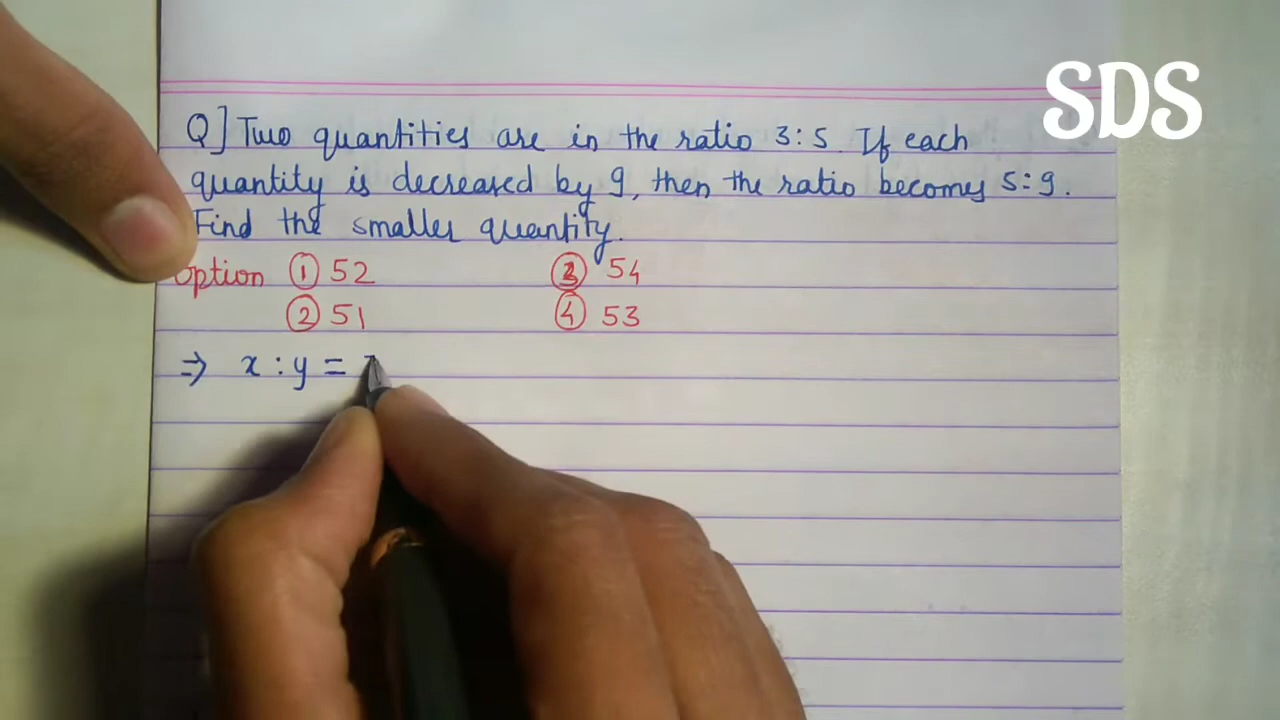 SDS
Q] Two quantities are in the ratio 3:5. If each
quantity is decreased by 9, then the ratio becomes 5:9.
Find the smaller quantity.
Option ① 52 ③ 54
② 51 ④ 53
⇒ x : y =